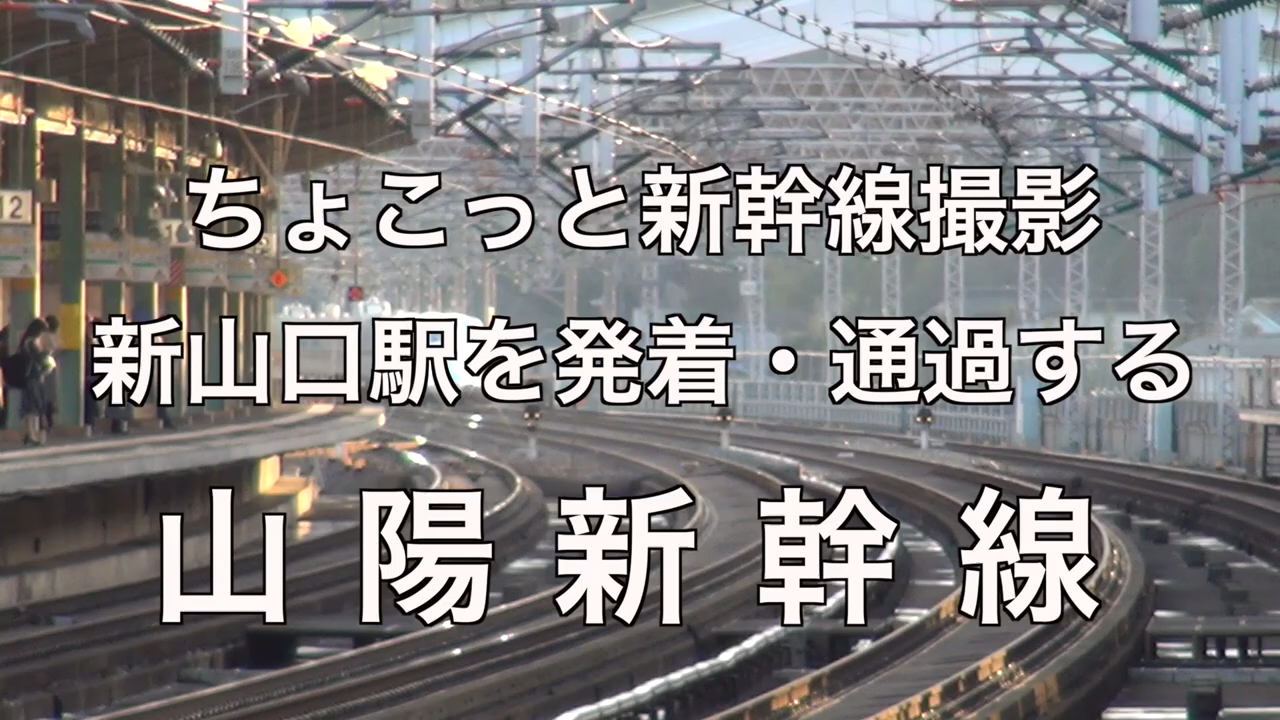 ちょこっと新幹線撮影
12
新山口駅を発着・通過する
山陽新幹線